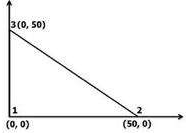 3(0, 50)
1 2
(0, 0) (50, 0)